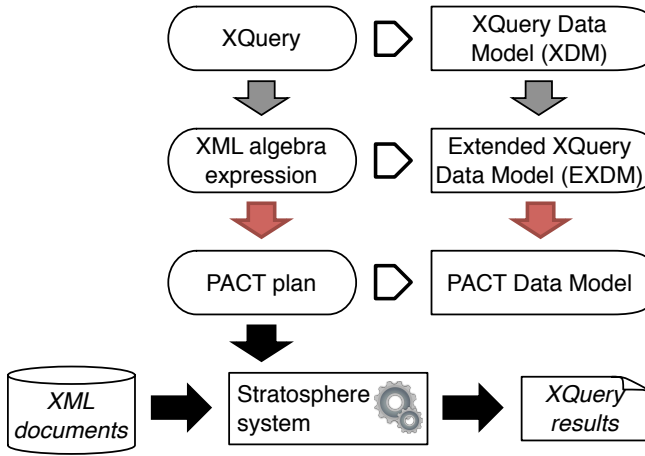 XQuery
XQuery Data
Model (XDM)
XML algebra
expression
Extended XQuery
Data Model (EXDM)
PACT plan
PACT Data Model
XML
documents
Stratosphere
system
XQuery
results